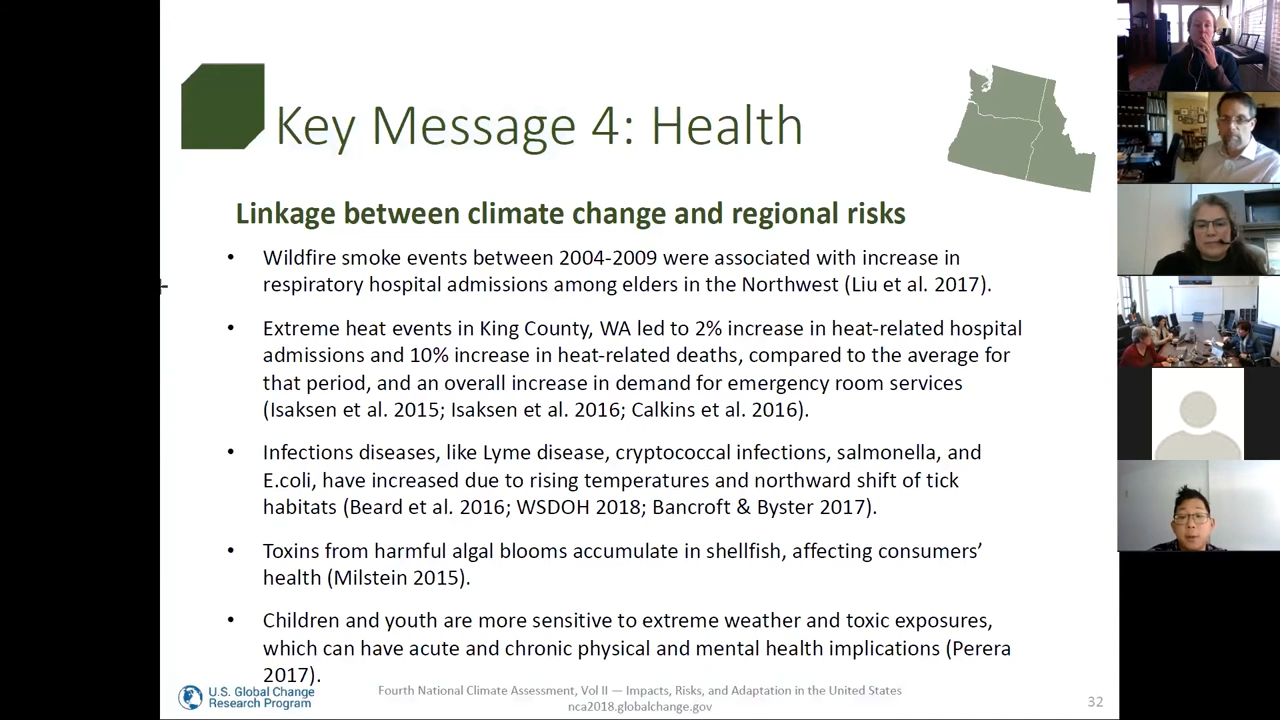 Key Message 4: Health
Linkage between climate change and regional risks
• Wildfire smoke events between 2004-2009 were associated with increase in
respiratory hospital admissions among elders in the Northwest (Liu et al. 2017).
• Extreme heat events in King County, WA led to 2% increase in heat-related hospital
admissions and 10% increase in heat-related deaths, compared to the average for
that period, and an overall increase in demand for emergency room services
(Isaksen et al. 2015; Isaksen et al. 2016; Calkins et al. 2016).
• Infections diseases, like Lyme disease, cryptococcal infections, salmonella, and
E.coli, have increased due to rising temperatures and northward shift of tick
habitats (Beard et al. 2016; WSDOH 2018; Bancroft & Byster 2017).
• Toxins from harmful algal blooms accumulate in shellfish, affecting consumers’
health (Milstein 2015).
• Children and youth are more sensitive to extreme weather and toxic exposures,
which can have acute and chronic physical and mental health implications (Perera
2017).
U.S. Global Change
Research Program
Fourth National Climate Assessment, Vol II — Impacts, Risks, and Adaptation in the United States
nca2018.globalchange.gov
32